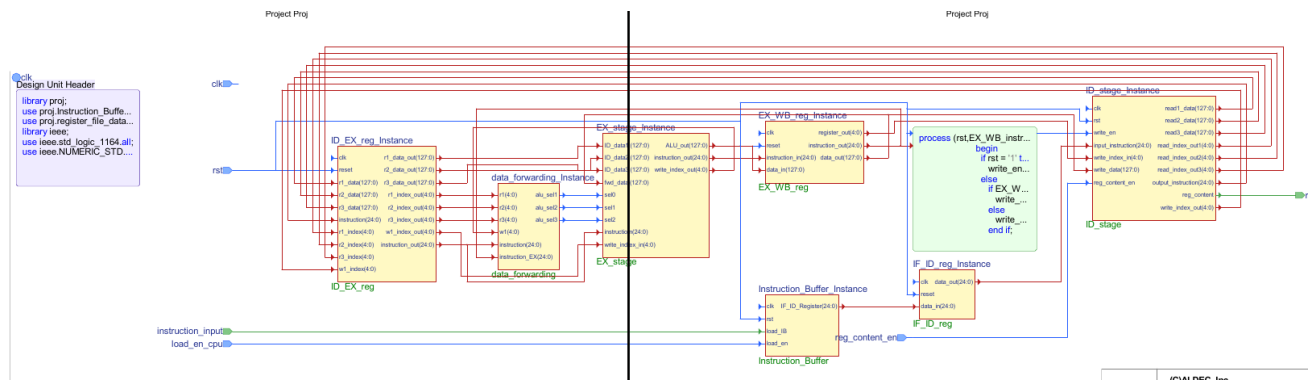 Project Proj
Project Proj
clk
Design Unit Header
library proj;
use proj.Instruction_Buffe...
use proj.register_file_data...
library ieee;
use ieee.std_logic_1164.all;
use ieee.NUMERIC_STD....
clk
rst
instruction_input
load_en_cpu
ID_EX_reg_Instance
clk r1_data_out(127:0)
reset r2_data_out(127:0)
r1_data(127:0) r3_data_out(127:0)
r2_data(127:0) r1_index_out(4:0)
r3_data(127:0) r2_index_out(4:0)
instruction(24:0) r3_index_out(4:0)
r1_index(4:0) w1_index_out(4:0)
r2_index(4:0) instruction_out(24:0)
r3_index(4:0)
w1_index(4:0)
ID_EX_reg
data_forwarding_Instance
r1(4:0) alu_sel1
r2(4:0) alu_sel2
r3(4:0) alu_sel3
w1(4:0)
instruction(24:0)
instruction_EX(24:0)
data_forwarding
EX_stage_Instance
ID_data1(127:0) ALU_out(127:0)
ID_data2(127:0) instruction_out(24:0)
ID_data3(127:0) write_index_out(4:0)
fwd_data(127:0)
sel0
sel1
sel2
instruction(24:0)
write_index_in(4:0)
EX_stage
EX_WB_reg_Instance
clk register_out(4:0)
reset instruction_out(24:0)
instruction_in(24:0) data_out(127:0)
data_in(127:0)
EX_WB_reg
process (rst,EX_WB_instr...
begin
if rst = '1' t...
write_en...
else
if EX_W...
write_...
else
write_...
end if;
ID_stage_Instance
clk read1_data(127:0)
rst read2_data(127:0)
write_en read3_data(127:0)
input_instruction(24:0) read_index_out1(4:0)
write_index_in(4:0) read_index_out2(4:0)
write_data(127:0) read_index_out3(4:0)
reg_content_en output_instruction(24:0)
reg_content
write_index_out(4:0)
ID_stage
r
IF_ID_reg_Instance
clk data_out(24:0)
reset
data_in(24:0)
IF_ID_reg
Instruction_Buffer_Instance
clk IF_ID_Register(24:0)
rst
load_IB
load_en
Instruction_Buffer
reg_content_en